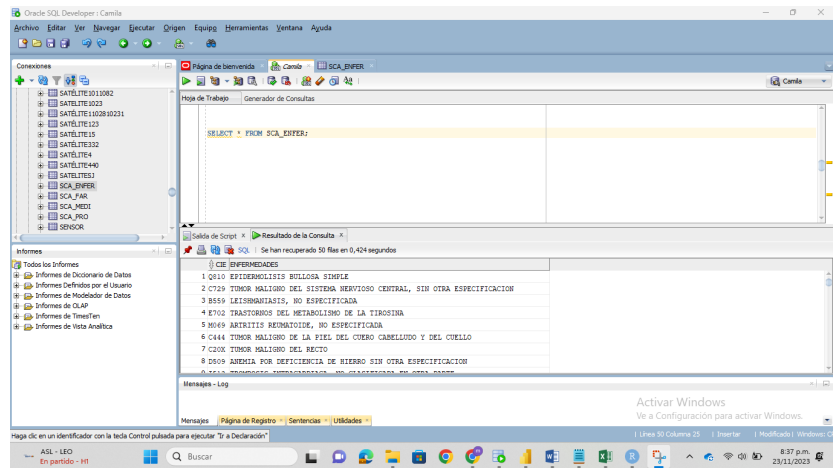 Oracle SQL Developer : Camila
Archivo Editar Ver Navegar Ejecutar Origen Equipo Herramientas Ventana Ayuda
Conexiones
Página de bienvenida Camila SCA_ENFER
Camila
Hoja de Trabajo Generador de Consultas
SATÉLITE1011082
SATELITE1023
SATÉLITE1102810231
SATÉLITE123
SATELITE15
SATÉLITE332
SATÉLITE4
SATÉLITE440
SATELITESJ
SCA_ENFER
SCA_FAR
SCA_MEDI
SCA_PRO
SENSOR
SELECT * FROM SCA_ENFER;
Informes
Todos los Informes
Informes de Diccionario de Datos
Informes Definidos por el Usuario
Informes de Modelador de Datos
Informes de OLAP
Informes de TimesTen
Informes de Vista Analítica
Salida de Script Resultado de la Consulta
SQL | Se han recuperado 50 filas en 0,424 segundos
CIE ENFERMEDADES
1 Q810 EPIDERMOLISIS BULLOSA SIMPLE
2 C729 TUMOR MALIGNO DEL SISTEMA NERVIOSO CENTRAL, SIN OTRA ESPECIFICACION
3 B559 LEISHMANIASIS, NO ESPECIFICADA
4 E702 TRASTORNOS DEL METABOLISMO DE LA TIROSINA
5 M069 ARTRITIS REUMATOIDE, NO ESPECIFICADA
6 C444 TUMOR MALIGNO DE LA PIEL DEL CUERO CABELLUDO Y DEL CUELLO
7 C20X TUMOR MALIGNO DEL RECTO
8 D509 ANEMIA POR DEFICIENCIA DE HIERRO SIN OTRA ESPECIFICACION
Mensajes - Log
Mensajes Página de Registro Sentencias Utilidades
Activar Windows
Ve a Configuración para activar Windows.
Haga clic en un identificador con la tecla Control pulsada para ejecutar "Ir a Declaración"
Línea 50 Columna 25 | Insertar | Modificado | Windows: C
ASL - LEO
En partido - H1
Buscar
8:37 p.m.
23/11/2023